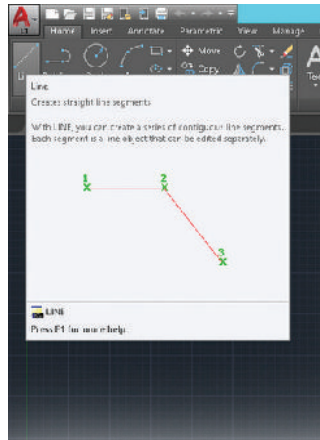 A
Home Insert Annotate Parametric View Manage
Move
Copy
Line
Creates straight line segments
With LINE, you can create a series of contiguous line segments.
Each segment is a line object that can be edited separately.
1 2
3
LINE
Press F1 for more help.